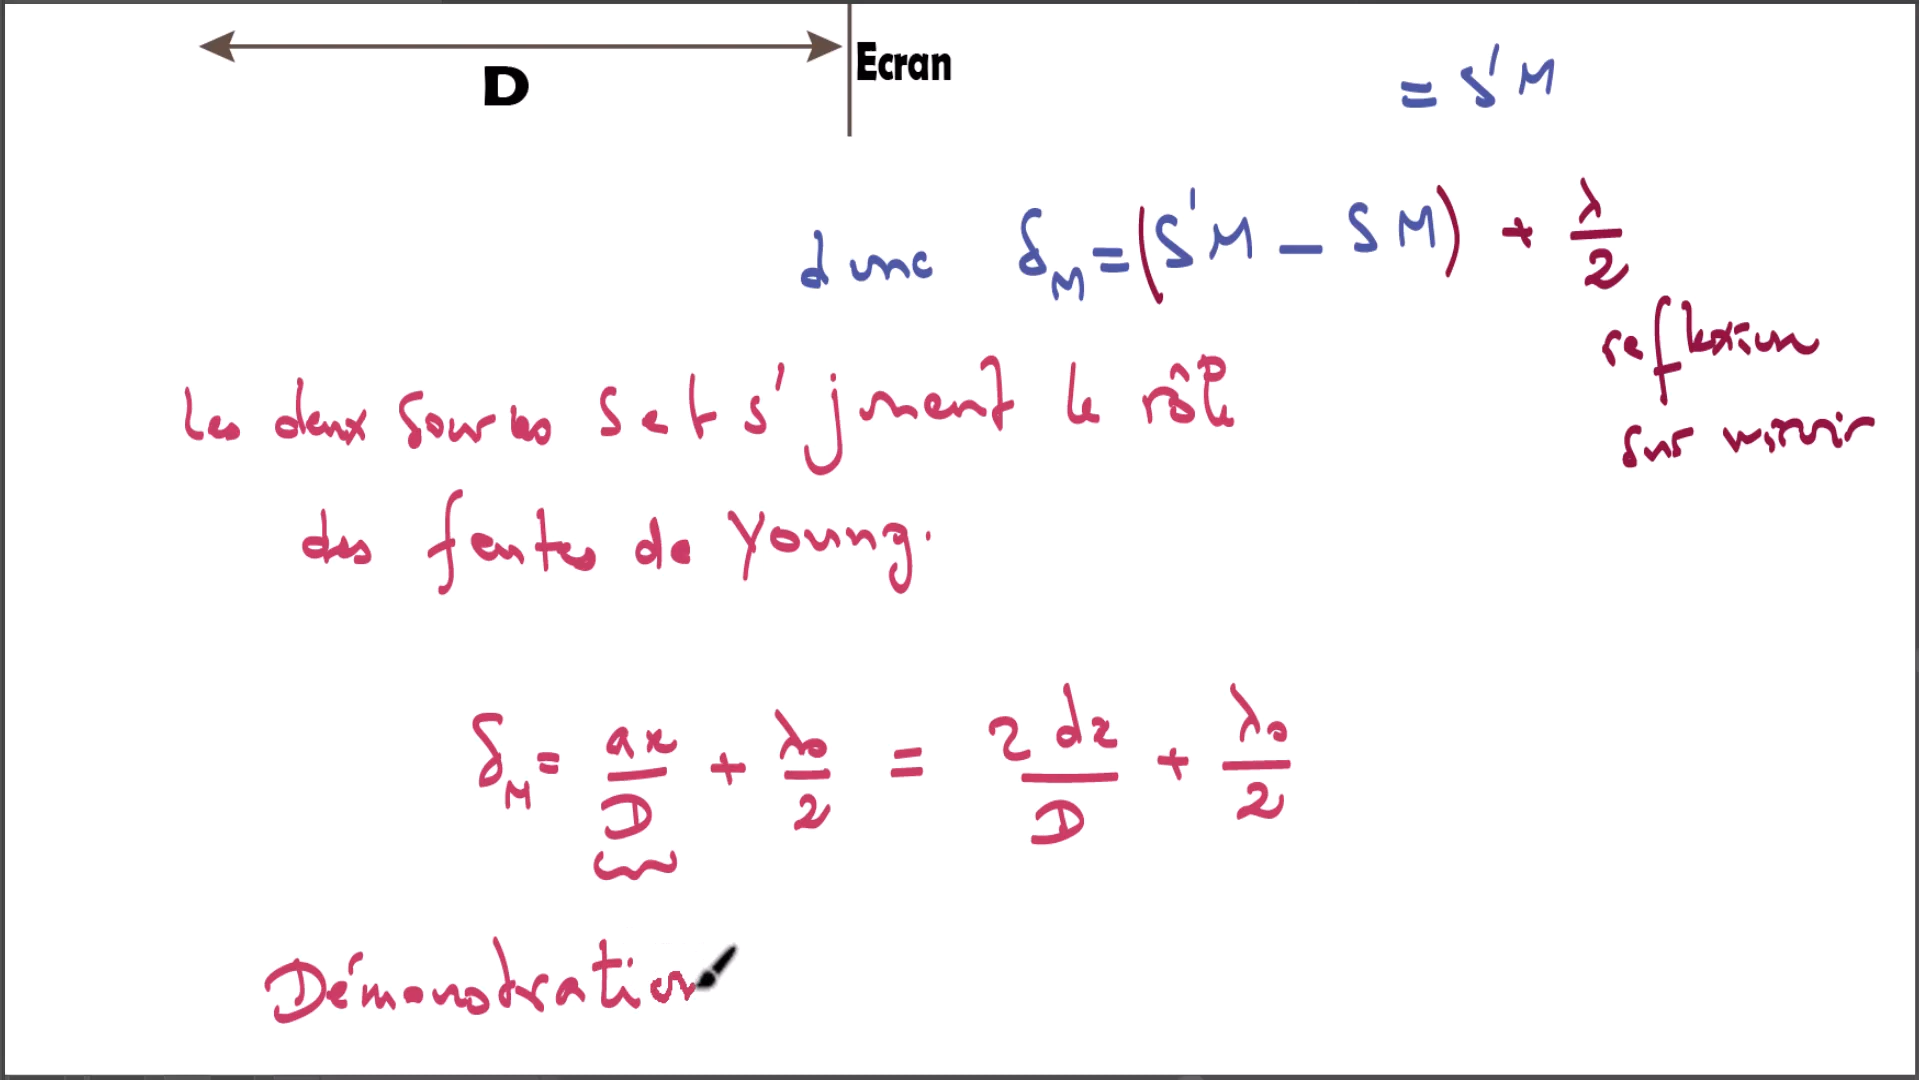 D
Ecran
= S'M
donc δ_M = (S'M – SM) + λ/2
reflexion
sur miroir
Les deux sources S et S' jouent le rôle
des fentes de Young.
δ_M = ax/D + λ₀/2 = 2dx/D + λ₀/2
Démonstration